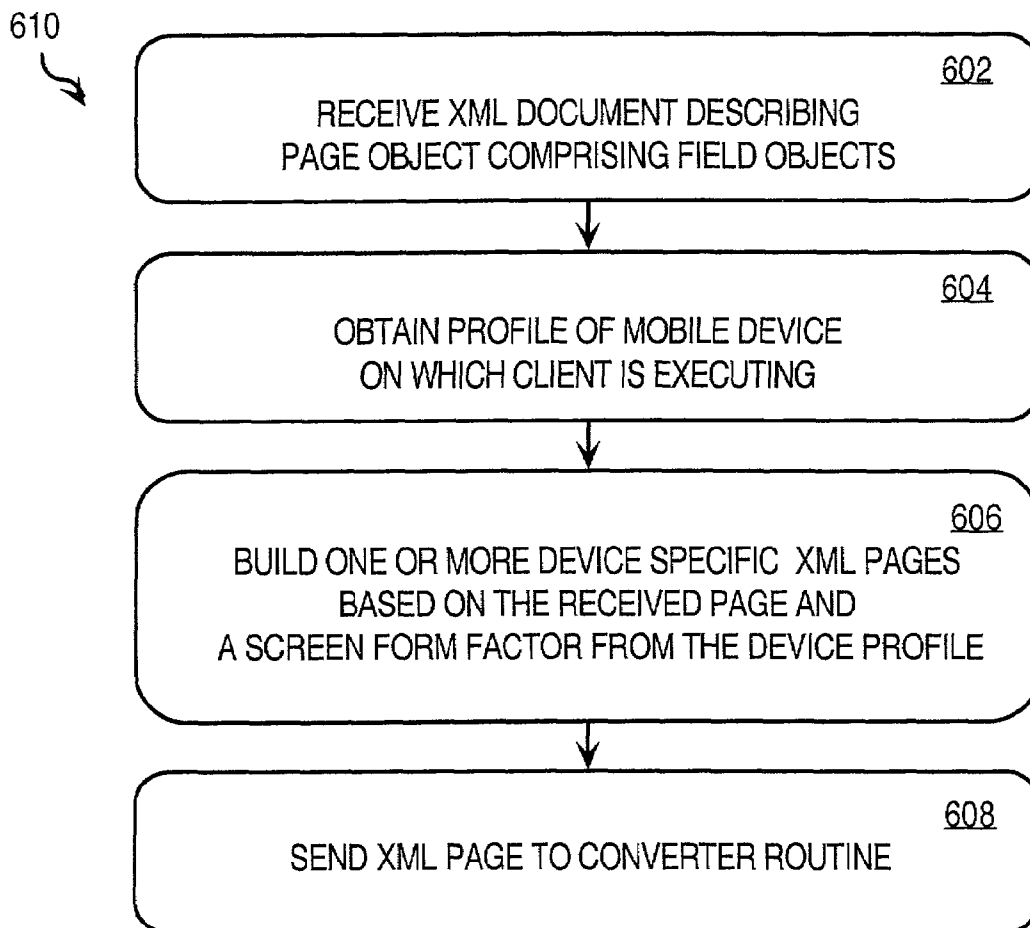 610
602
RECEIVE XML DOCUMENT DESCRIBING
PAGE OBJECT COMPRISING FIELD OBJECTS
604
OBTAIN PROFILE OF MOBILE DEVICE
ON WHICH CLIENT IS EXECUTING
606
BUILD ONE OR MORE DEVICE SPECIFIC XML PAGES
BASED ON THE RECEIVED PAGE AND
A SCREEN FORM FACTOR FROM THE DEVICE PROFILE
608
SEND XML PAGE TO CONVERTER ROUTINE